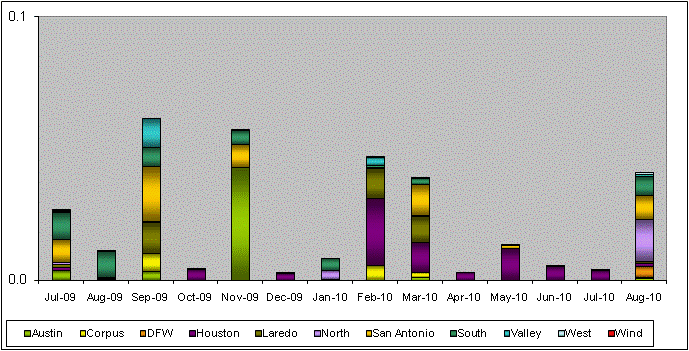 0.1
0.0
Jul-09 Aug-09 Sep-09 Oct-09 Nov-09 Dec-09 Jan-10 Feb-10 Mar-10 Apr-10 May-10 Jun-10 Jul-10 Aug-10
Austin Corpus DFW Houston Laredo North San Antonio South Valley West Wind